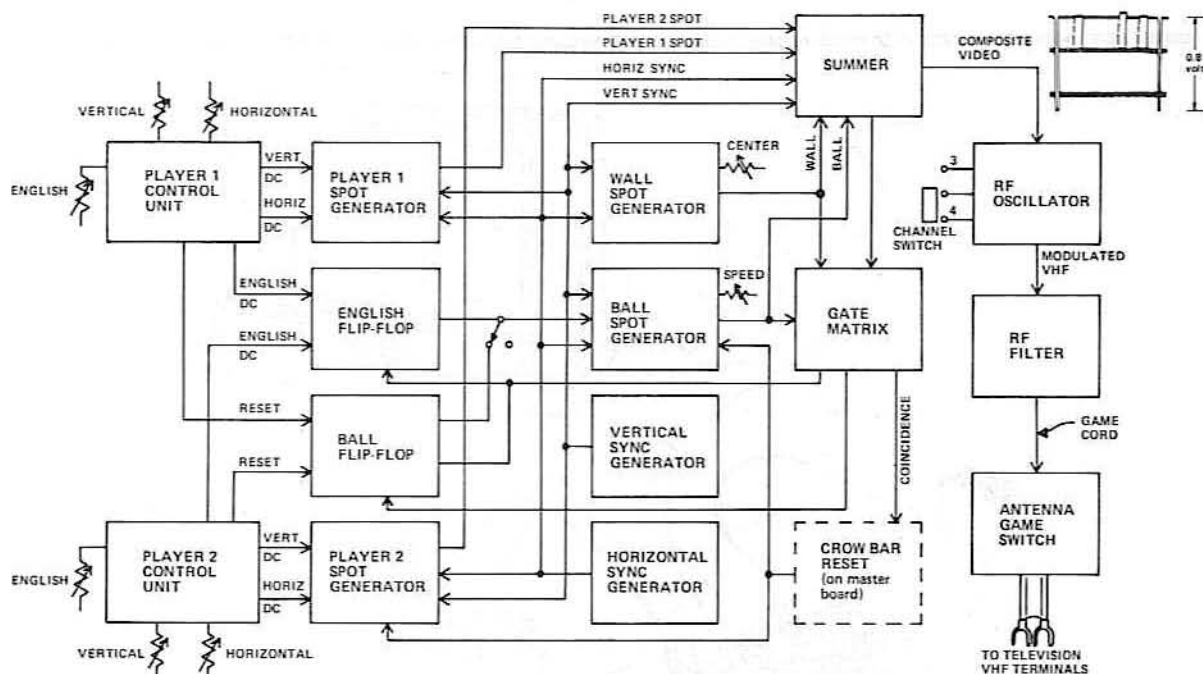 PLAYER 2 SPOT
PLAYER 1 SPOT
HORIZ SYNC
VERT SYNC
SUMMER
COMPOSITE
VIDEO
0.8
volt
VERTICAL
HORIZONTAL
ENGLISH
PLAYER 1
CONTROL
UNIT
VERT
DC
HORIZ
DC
PLAYER 1
SPOT
GENERATOR
WALL
SPOT
GENERATOR
CENTER
WALL
BALL
3
4
CHANNEL
SWITCH
RF
OSCILLATOR
MODULATED
VHF
ENGLISH
DC
ENGLISH
DC
ENGLISH
FLIP-FLOP
BALL
SPOT
GENERATOR
SPEED
GATE
MATRIX
RF
FILTER
RESET
RESET
BALL
FLIP-FLOP
VERTICAL
SYNC
GENERATOR
COINCIDENCE
GAME
CORD
PLAYER 2
CONTROL
UNIT
ENGLISH
VERT
DC
HORIZ
DC
PLAYER 2
SPOT
GENERATOR
HORIZONTAL
SYNC
GENERATOR
CROW BAR
RESET
(on master
board)
ANTENNA
GAME
SWITCH
VERTICAL
HORIZONTAL
TO TELEVISION
VHF TERMINALS